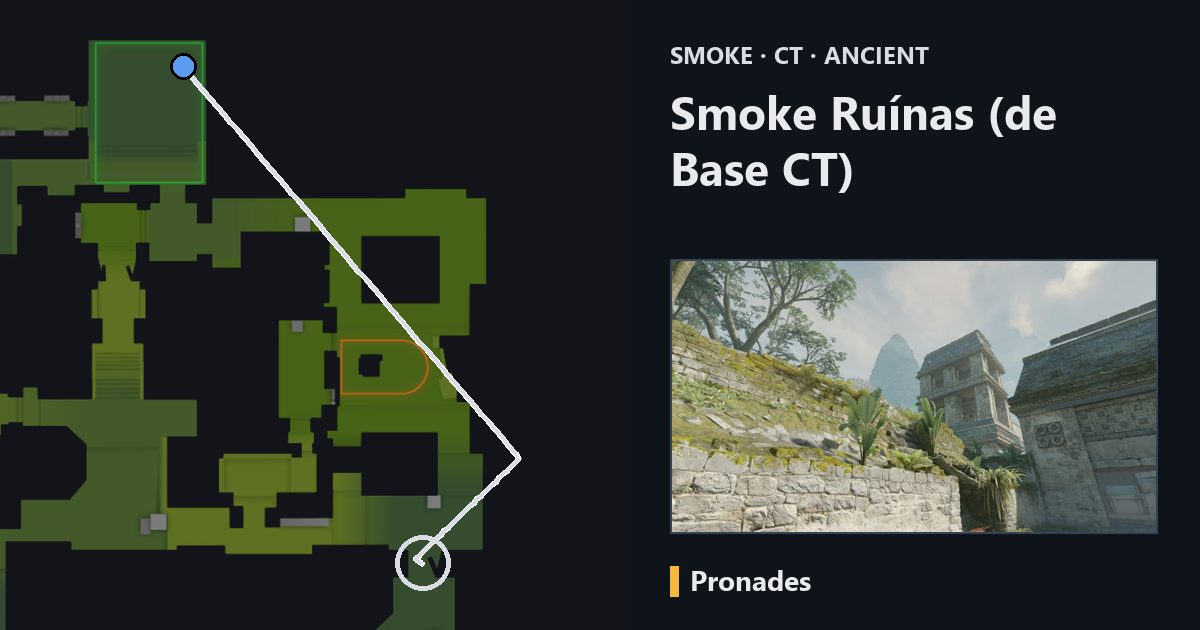 SMOKE · CT · ANCIENT
Smoke Ruínas (de
Base CT)
Pronades